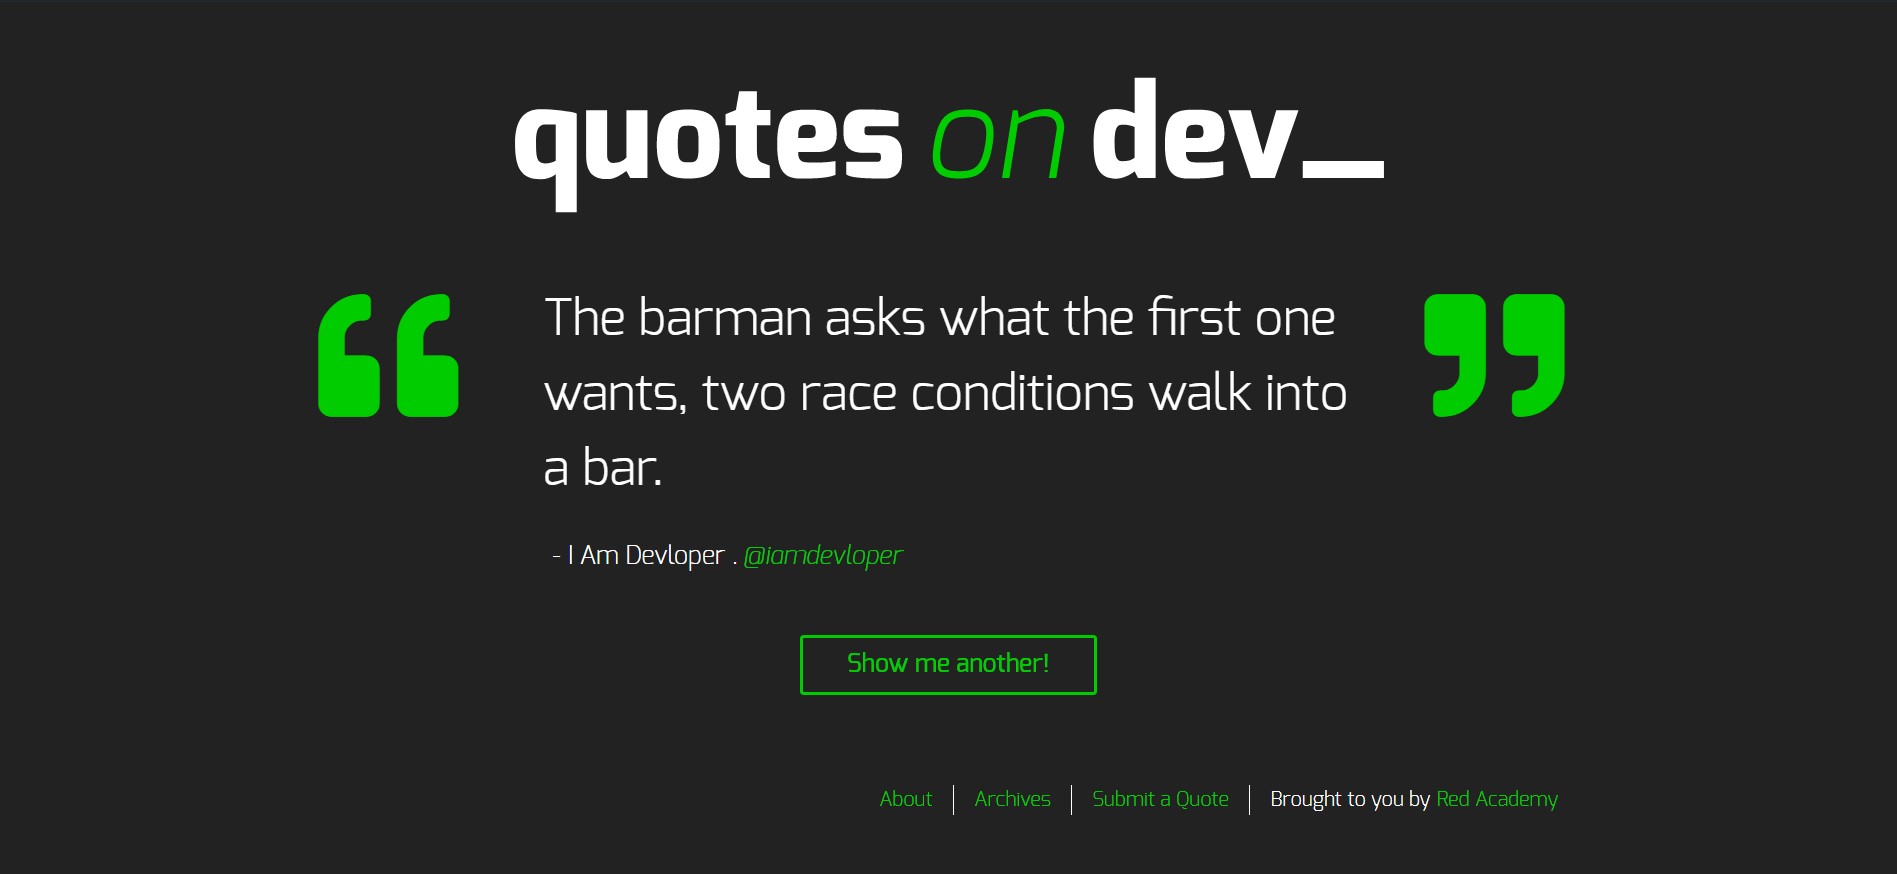 quotes on dev_
“ The barman asks what the first one ”
wants, two race conditions walk into
a bar.
- I Am Devloper . @iamdevloper
Show me another!
About | Archives | Submit a Quote | Brought to you by Red Academy